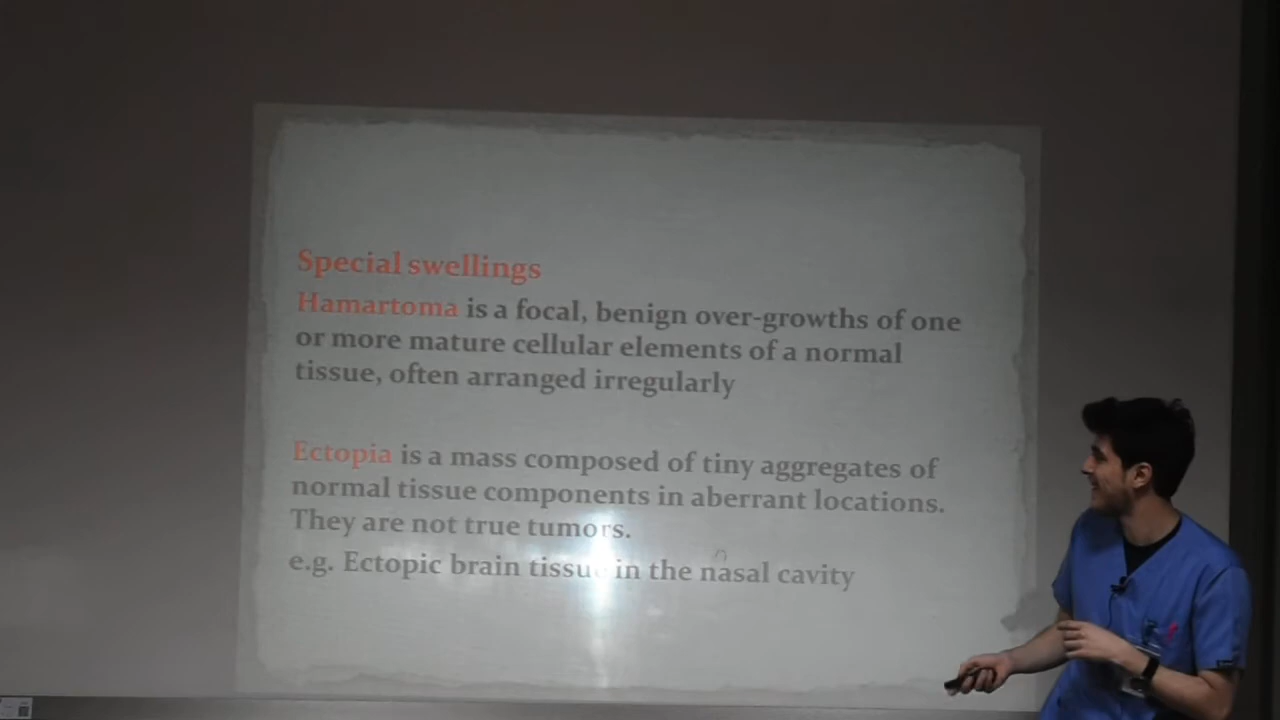 Special swellings
Hamartoma is a focal, benign over-growths of one
or more mature cellular elements of a normal
tissue, often arranged irregularly
Ectopia is a mass composed of tiny aggregates of
normal tissue components in aberrant locations.
They are not true tumors.
e.g. Ectopic brain tissue in the nasal cavity